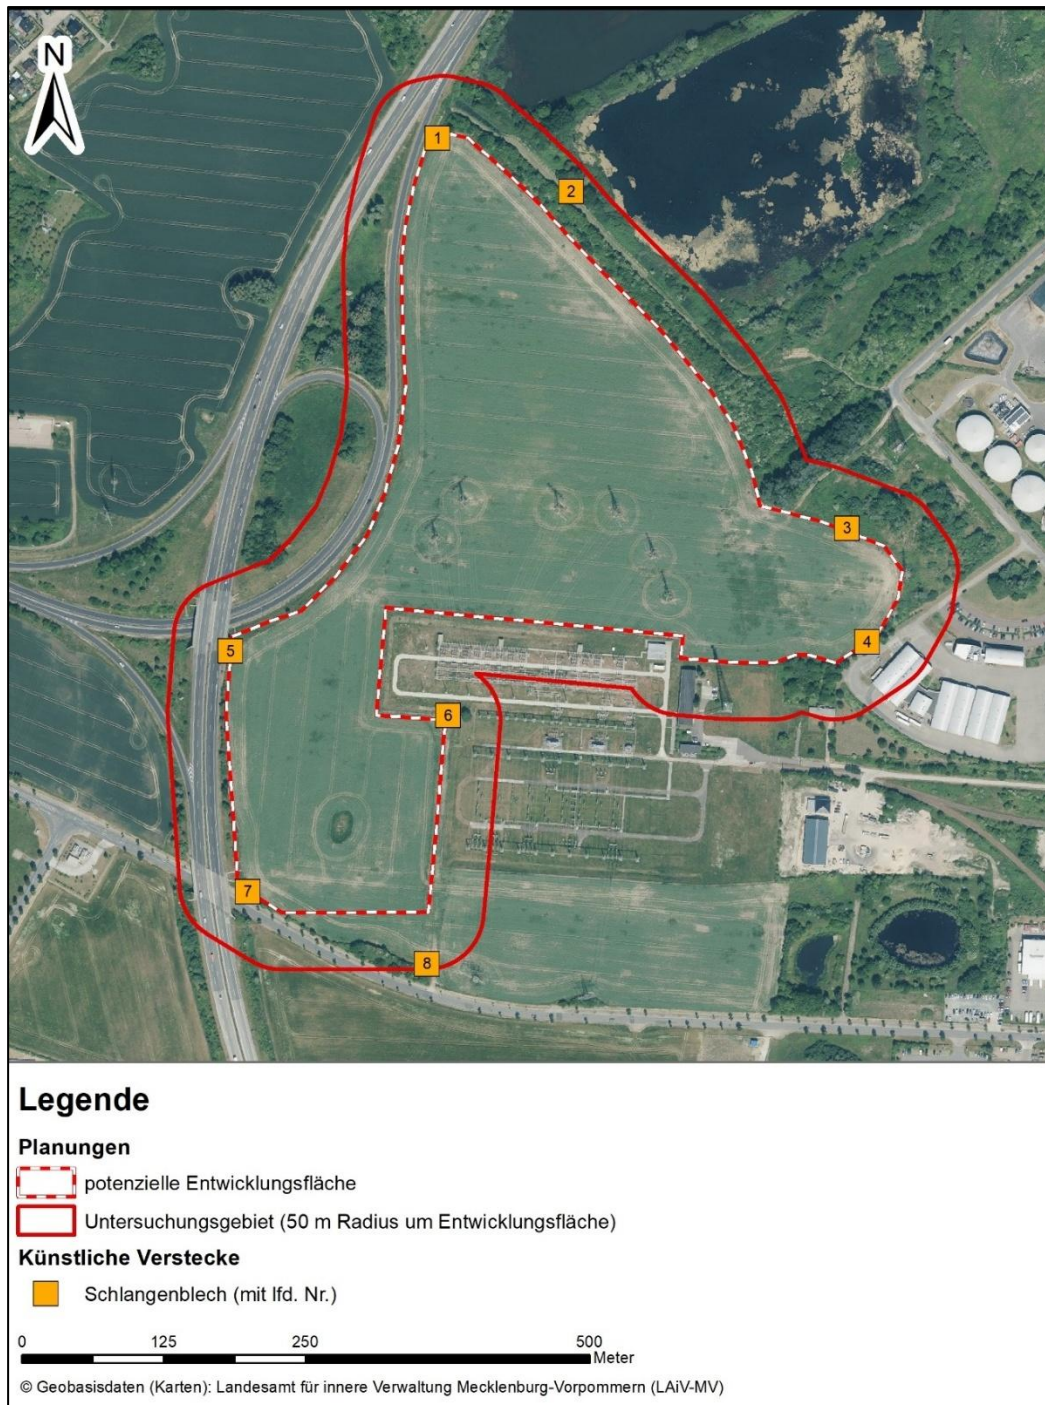 N
1
2
3
4
5
6
7
8
Legende
Planungen
potenzielle Entwicklungsfläche
Untersuchungsgebiet (50 m Radius um Entwicklungsfläche)
Künstliche Verstecke
Schlangenblech (mit lfd. Nr.)
0 125 250 500
Meter
© Geobasisdaten (Karten): Landesamt für innere Verwaltung Mecklenburg-Vorpommern (LAiV-MV)